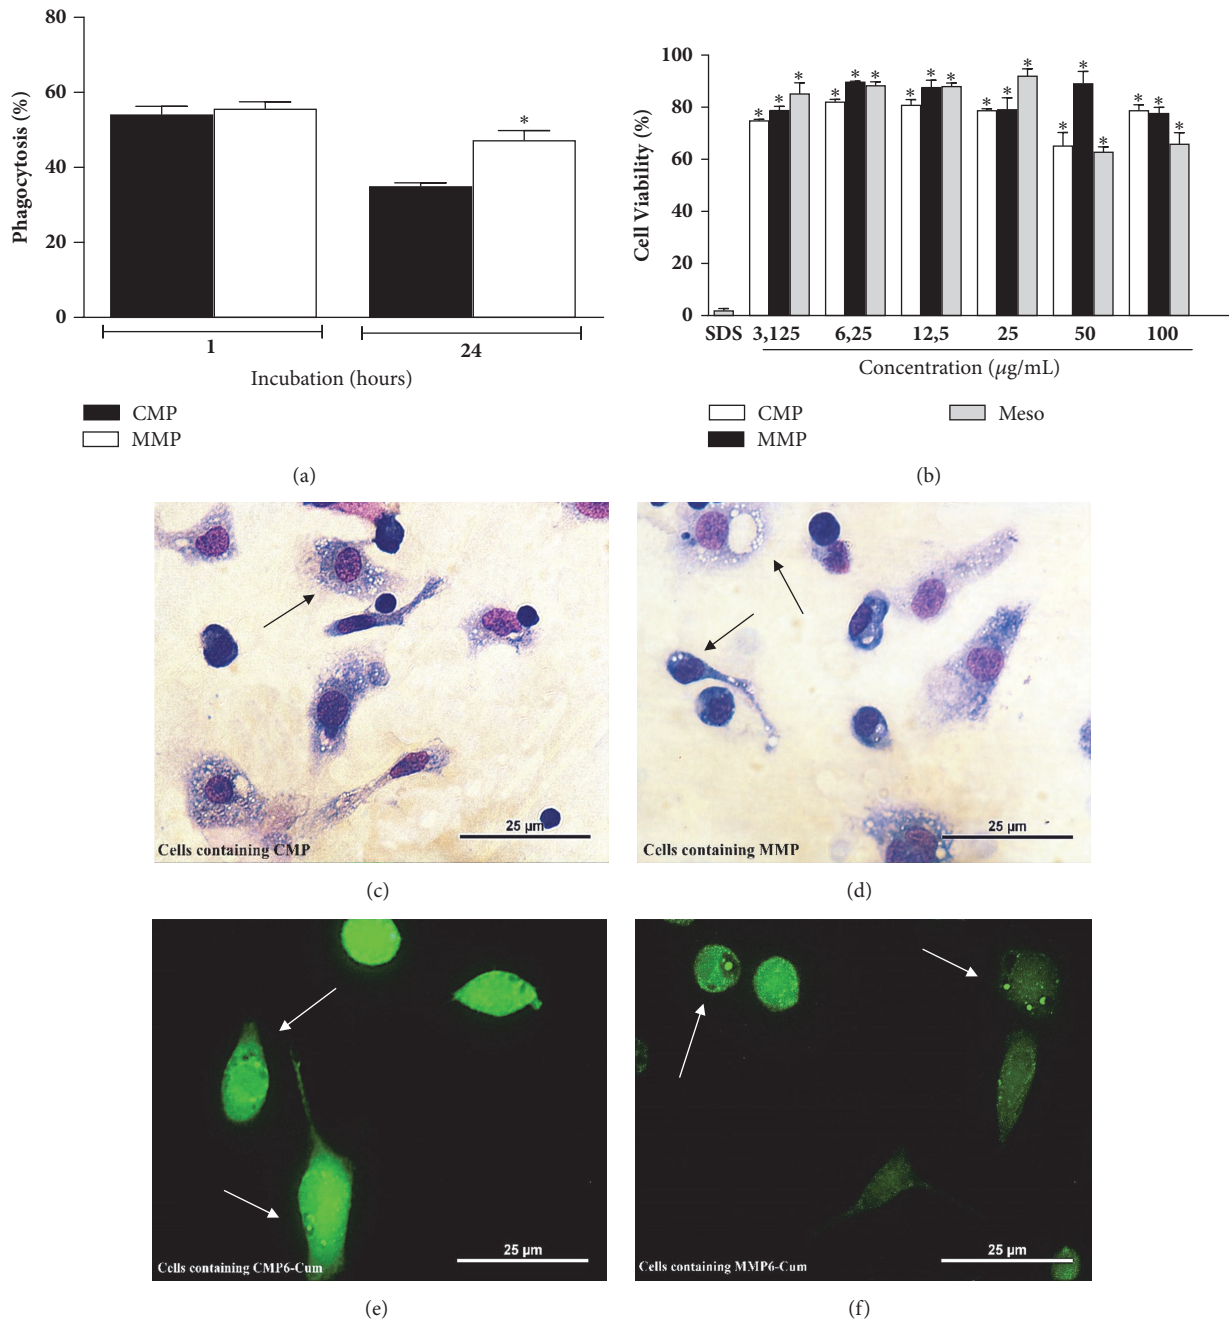 80
60
40
20
0
Phagocytosis (%)
*
1
24
Incubation (hours)
CMP
MMP
(a)
100
80
60
40
20
0
Cell Viability (%)
* * * * * * * * * * * * * * * * * *
SDS 3,125 6,25 12,5 25 50 100
Concentration (μg/mL)
CMP
MMP
Meso
(b)
25 µm
Cells containing CMP
(c)
25 µm
Cells containing MMP
(d)
25 µm
Cells containing CMP6-Cum
(e)
25 µm
Cells containing MMP6-Cum
(f)